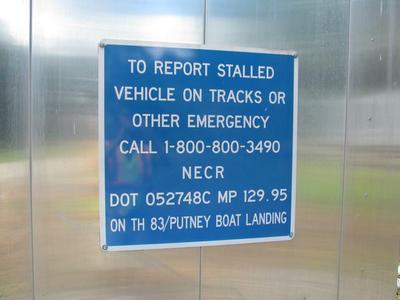 TO REPORT STALLED
VEHICLE ON TRACKS OR
OTHER EMERGENCY
CALL 1-800-800-3490
NECR
DOT 052748C MP 129.95
ON TH 83/PUTNEY BOAT LANDING